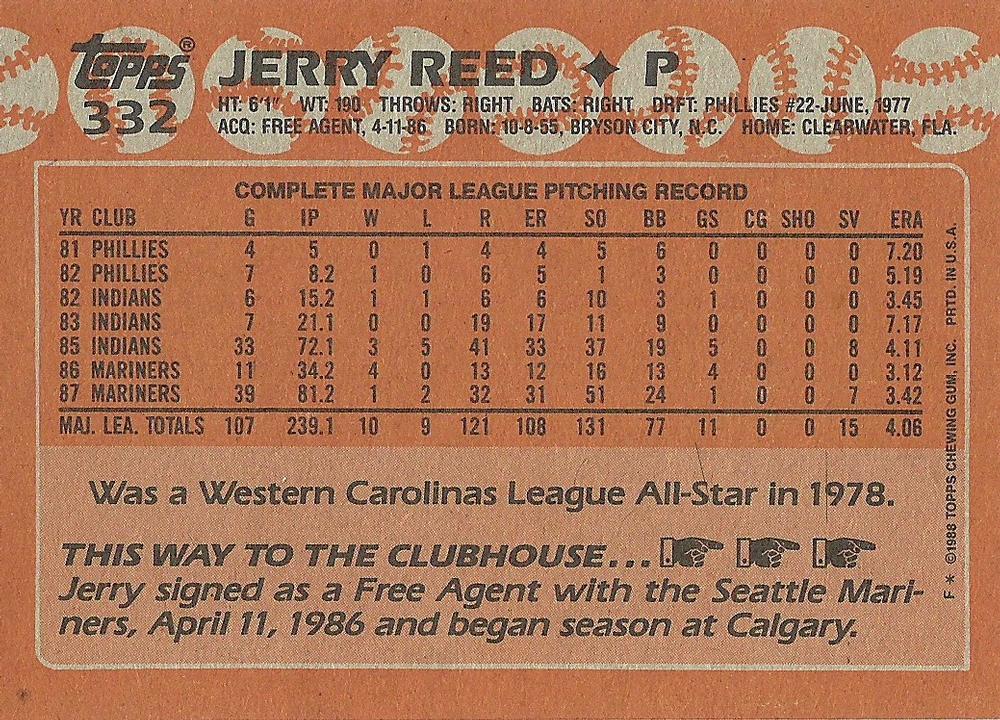 Topps®
332
JERRY REED ✦ P
HT: 6'1" WT: 190 THROWS: RIGHT BATS: RIGHT DRFT: PHILLIES #22-JUNE, 1977
ACQ: FREE AGENT, 4-11-86 BORN: 10-8-55, BRYSON CITY, N.C. HOME: CLEARWATER, FLA.
COMPLETE MAJOR LEAGUE PITCHING RECORD
YR CLUB G IP W L R ER SO BB GS CG SHO SV ERA
81 PHILLIES 4 5 0 1 4 4 5 6 0 0 0 0 7.20
82 PHILLIES 7 8.2 1 0 6 5 1 3 0 0 0 0 5.19
82 INDIANS 6 15.2 1 1 6 6 10 3 1 0 0 0 3.45
83 INDIANS 7 21.1 0 0 19 17 11 9 0 0 0 0 7.17
85 INDIANS 33 72.1 3 5 41 33 37 19 5 0 0 8 4.11
86 MARINERS 11 34.2 4 0 13 12 16 13 4 0 0 0 3.12
87 MARINERS 39 81.2 1 2 32 31 51 24 1 0 0 7 3.42
MAJ. LEA. TOTALS 107 239.1 10 9 121 108 131 77 11 0 0 15 4.06
Was a Western Carolinas League All-Star in 1978.
THIS WAY TO THE CLUBHOUSE...
Jerry signed as a Free Agent with the Seattle Mari-
ners, April 11, 1986 and began season at Calgary.
F * ©1988 TOPPS CHEWING GUM, INC. PRTD. IN U.S.A.